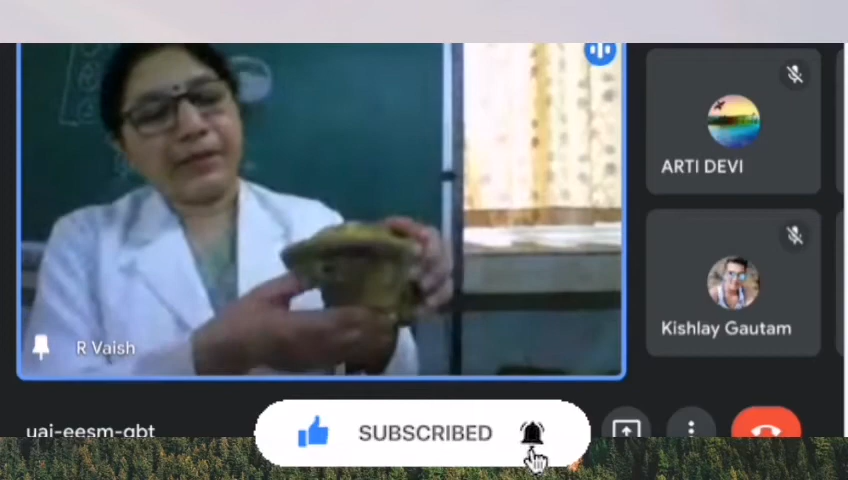 ARTI DEVI
Kishlay Gautam
R Vaish
uai-eesm-gbt
SUBSCRIBED